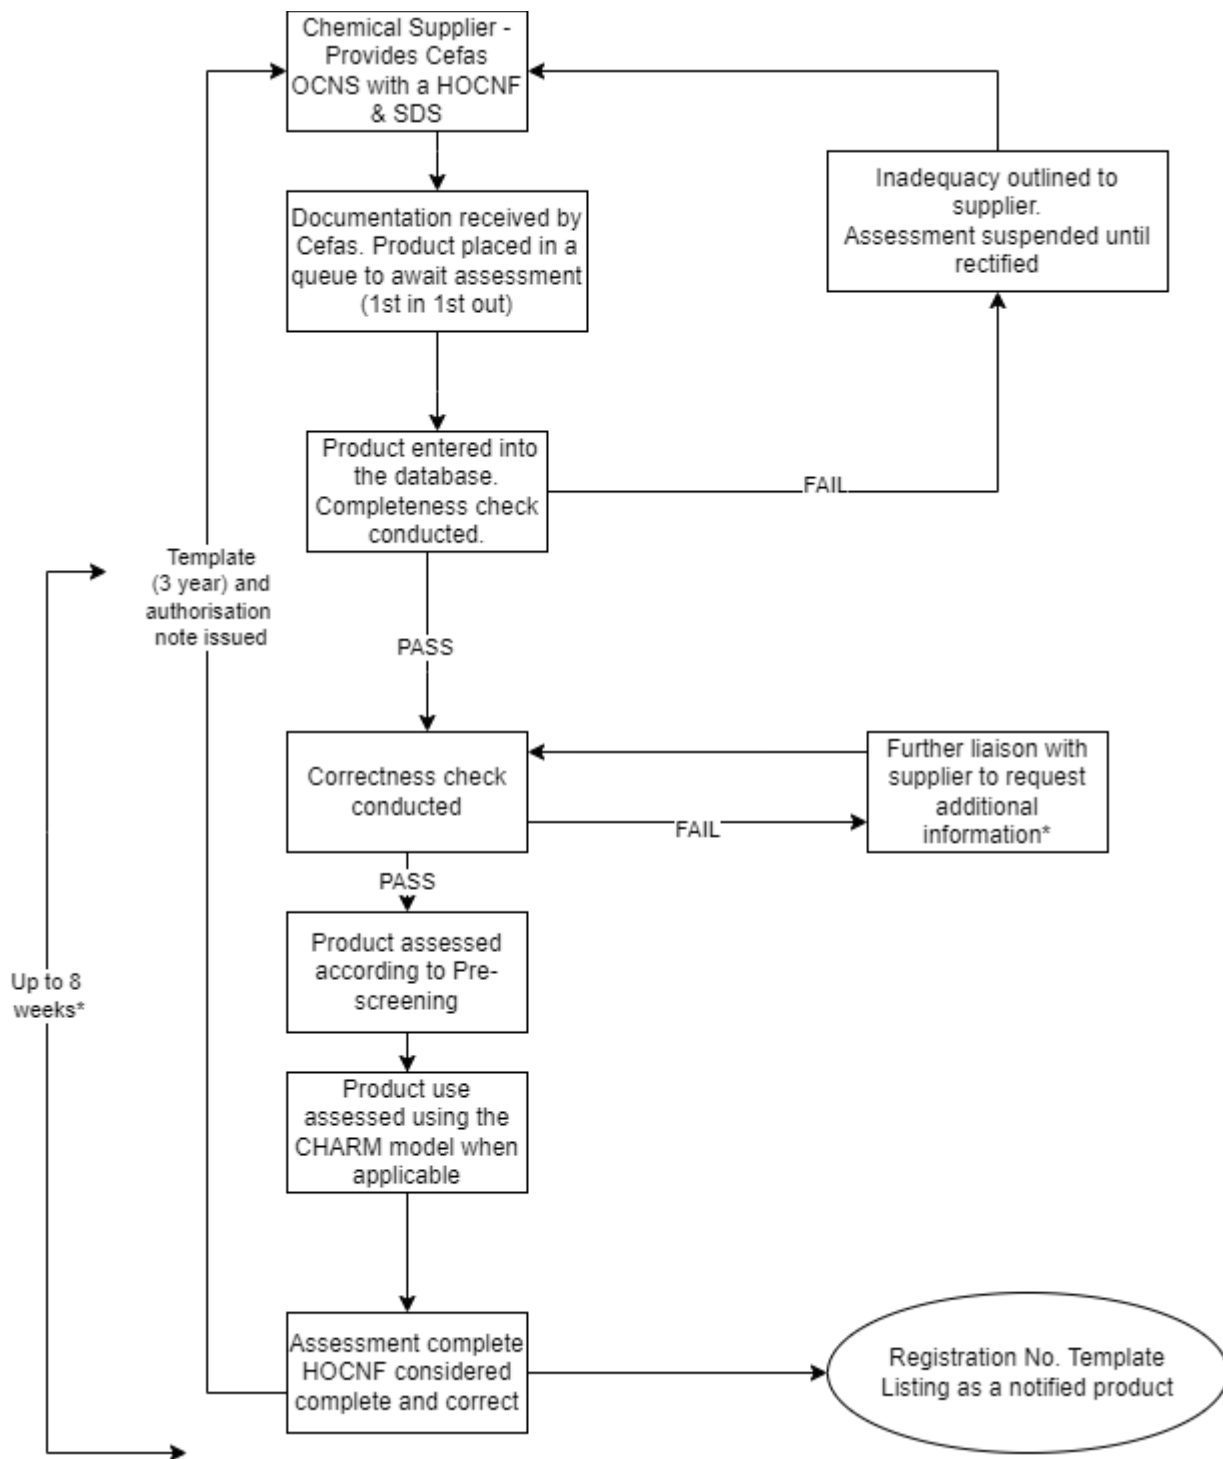 Chemical Supplier -
Provides Cefas
OCNS with a HOCNF
& SDS
Inadequacy outlined to
supplier.
Assessment suspended until
rectified
Documentation received by
Cefas. Product placed in a
queue to await assessment
(1st in 1st out)
Product entered into
the database.
Completeness check
conducted.
FAIL
Template
(3 year) and
authorisation
note issued
PASS
Correctness check
conducted
FAIL
Further liaison with
supplier to request
additional
information*
PASS
Product assessed
according to Pre-
screening
Up to 8
weeks*
Product use
assessed using the
CHARM model when
applicable
Assessment complete
HOCNF considered
complete and correct
Registration No. Template
Listing as a notified product